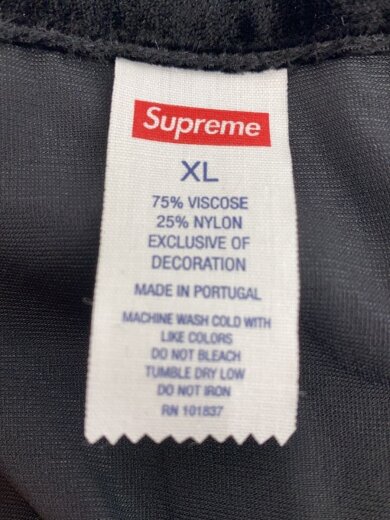 Supreme
XL
75% VISCOSE
25% NYLON
EXCLUSIVE OF
DECORATION
MADE IN PORTUGAL
MACHINE WASH COLD WITH
LIKE COLORS
DO NOT BLEACH
TUMBLE DRY LOW
DO NOT IRON
RN 101837